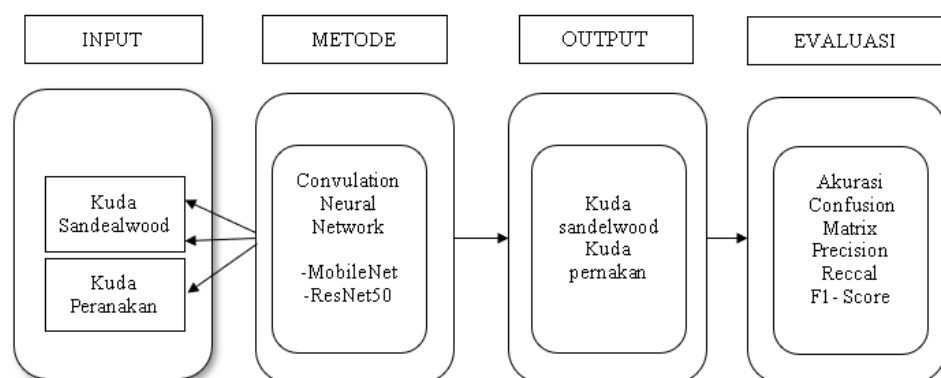 INPUT
METODE
OUTPUT
EVALUASI
Kuda
Sandealwood
Kuda
Peranakan
Convulation
Neural
Network
-MobileNet
-ResNet50
Kuda
sandelwood
Kuda
pernakan
Akurasi
Confusion
Matrix
Precision
Reccal
F1 - Score